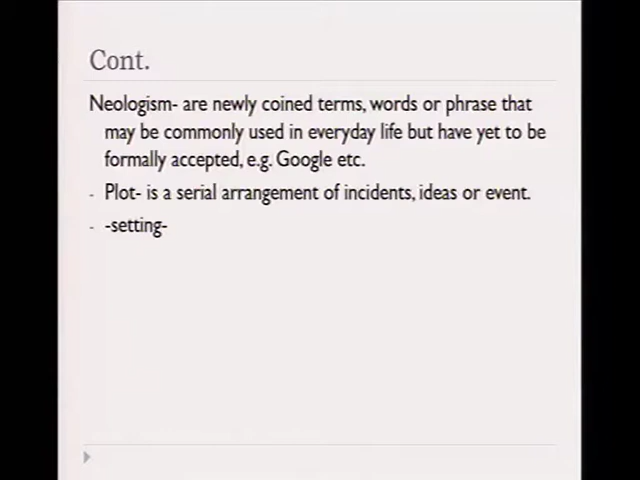 Cont.
Neologism- are newly coined terms, words or phrase that
may be commonly used in everyday life but have yet to be
formally accepted, e.g. Google etc.
- Plot- is a serial arrangement of incidents, ideas or event.
- -setting-